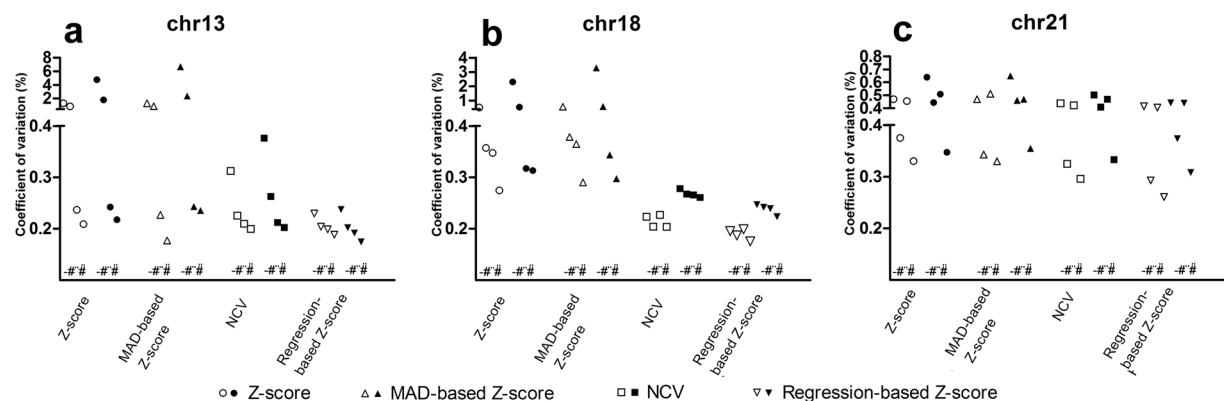 a chr13
Coefficient of variation (%)
8
6
4
2
0.4
0.3
0.2
-#¨#̈ -#¨#̈ -#¨#̈ -#¨#̈ -#¨#̈ -#¨#̈ -#¨#̈ -#¨#̈
Z-score
MAD-based
Z-score
NCV
Regression-
based Z-score
b chr18
Coefficient of variation (%)
4
3
2
1
0.4
0.3
0.2
-#¨#̈ -#¨#̈ -#¨#̈ -#¨#̈ -#¨#̈ -#¨#̈ -#¨#̈ -#¨#̈
Z-score
MAD-based
Z-score
NCV
Regression-
based Z-score
c chr21
Coefficient of variation (%)
0.8
0.7
0.6
0.5
0.4
0.4
0.3
0.2
-#¨#̈ -#¨#̈ -#¨#̈ -#¨#̈ -#¨#̈ -#¨#̈ -#¨#̈ -#¨#̈
Z-score
MAD-based
Z-score
NCV
Regression-
based Z-score
Z-score MAD-based Z-score NCV Regression-based Z-score